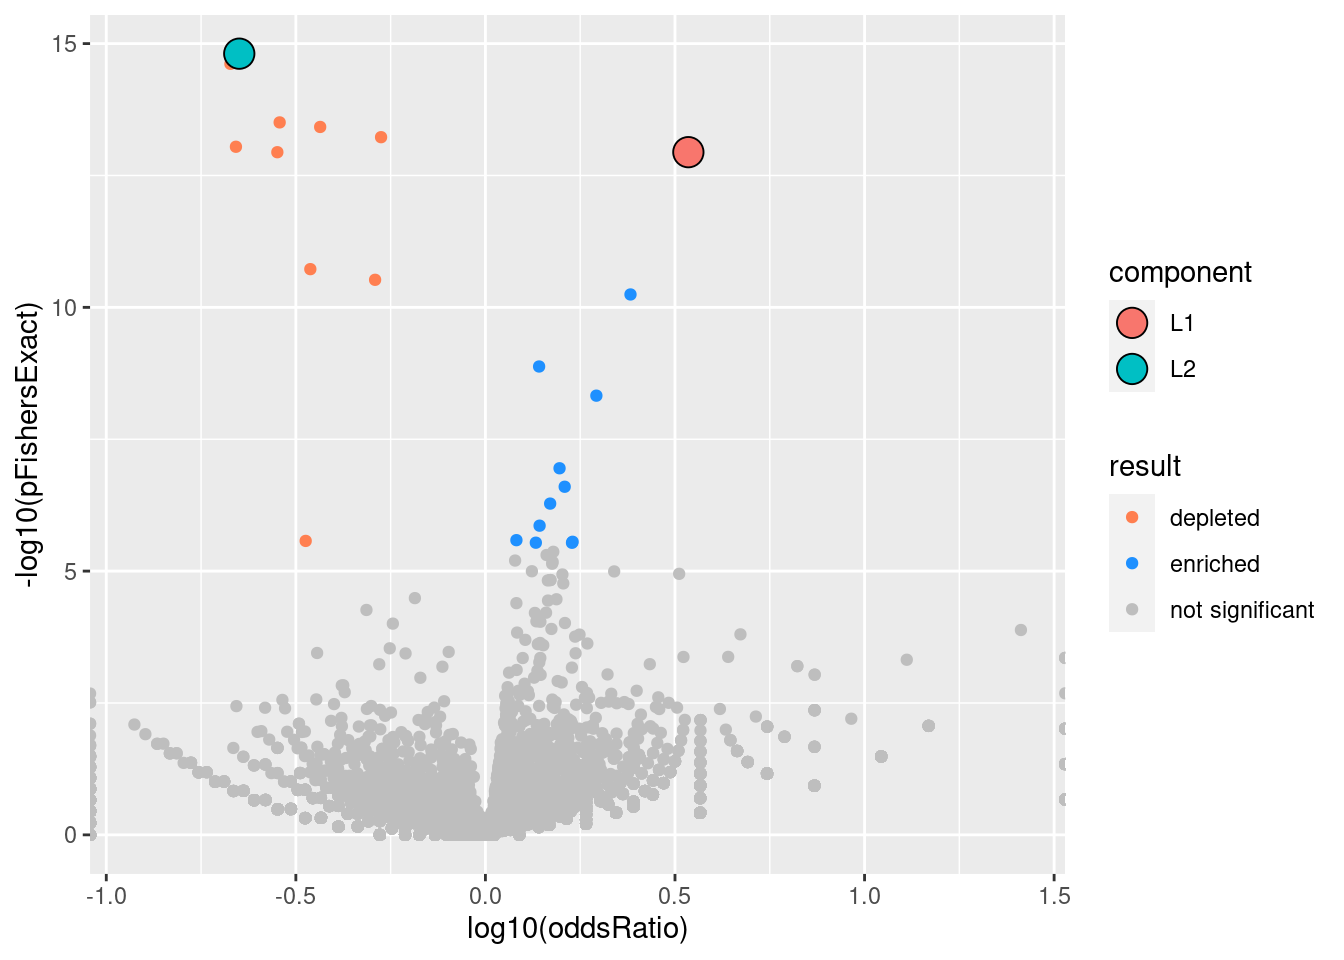 15
10
5
0
-log10(pFishersExact)
-1.0 -0.5 0.0 0.5 1.0 1.5
log10(oddsRatio)
component
L1
L2
result
depleted
enriched
not significant